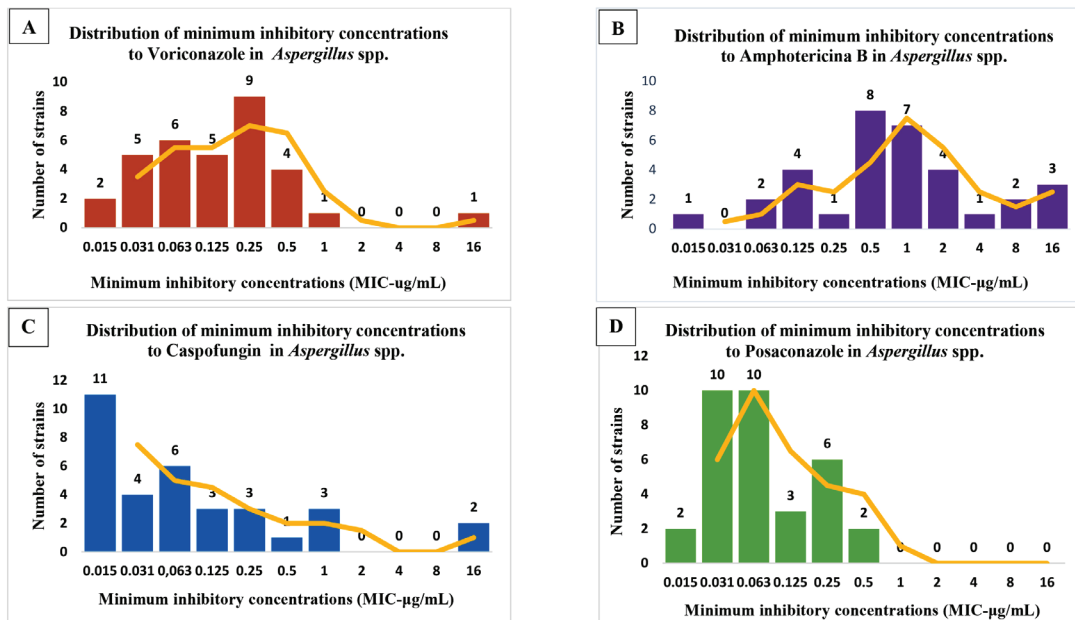 A
Distribution of minimum inhibitory concentrations
to Voriconazole in Aspergillus spp.
Number of strains
10
8
6
4
2
0
2 5 6 5 9 4 1 0 0 0 1
0.015 0.031 0.063 0.125 0.25 0.5 1 2 4 8 16
Minimum inhibitory concentrations (MIC-ug/mL)
B
Distribution of minimum inhibitory concentrations
to Amphotericina B in Aspergillus spp.
Number of strains
10
8
6
4
2
0
1 0 2 4 1 8 7 4 1 2 3
0.015 0.031 0.063 0.125 0.25 0.5 1 2 4 8 16
Minimum inhibitory concentrations (MIC-µg/mL)
C
Distribution of minimum inhibitory concentrations
to Caspofungin in Aspergillus spp.
Number of strains
12
10
8
6
4
2
0
11 4 6 3 3 1 3 0 0 0 2
0.015 0.031 0,063 0.125 0.25 0.5 1 2 4 8 16
Minimum inhibitory concentrations (MIC-µg/mL)
D
Distribution of minimum inhibitory concentrations
to Posaconazole in Aspergillus spp.
Number of strains
12
10
8
6
4
2
0
2 10 10 3 6 2 0 0 0 0 0
0.015 0.031 0.063 0.125 0.25 0.5 1 2 4 8 16
Minimum inhibitory concentrations (MIC-µg/mL)